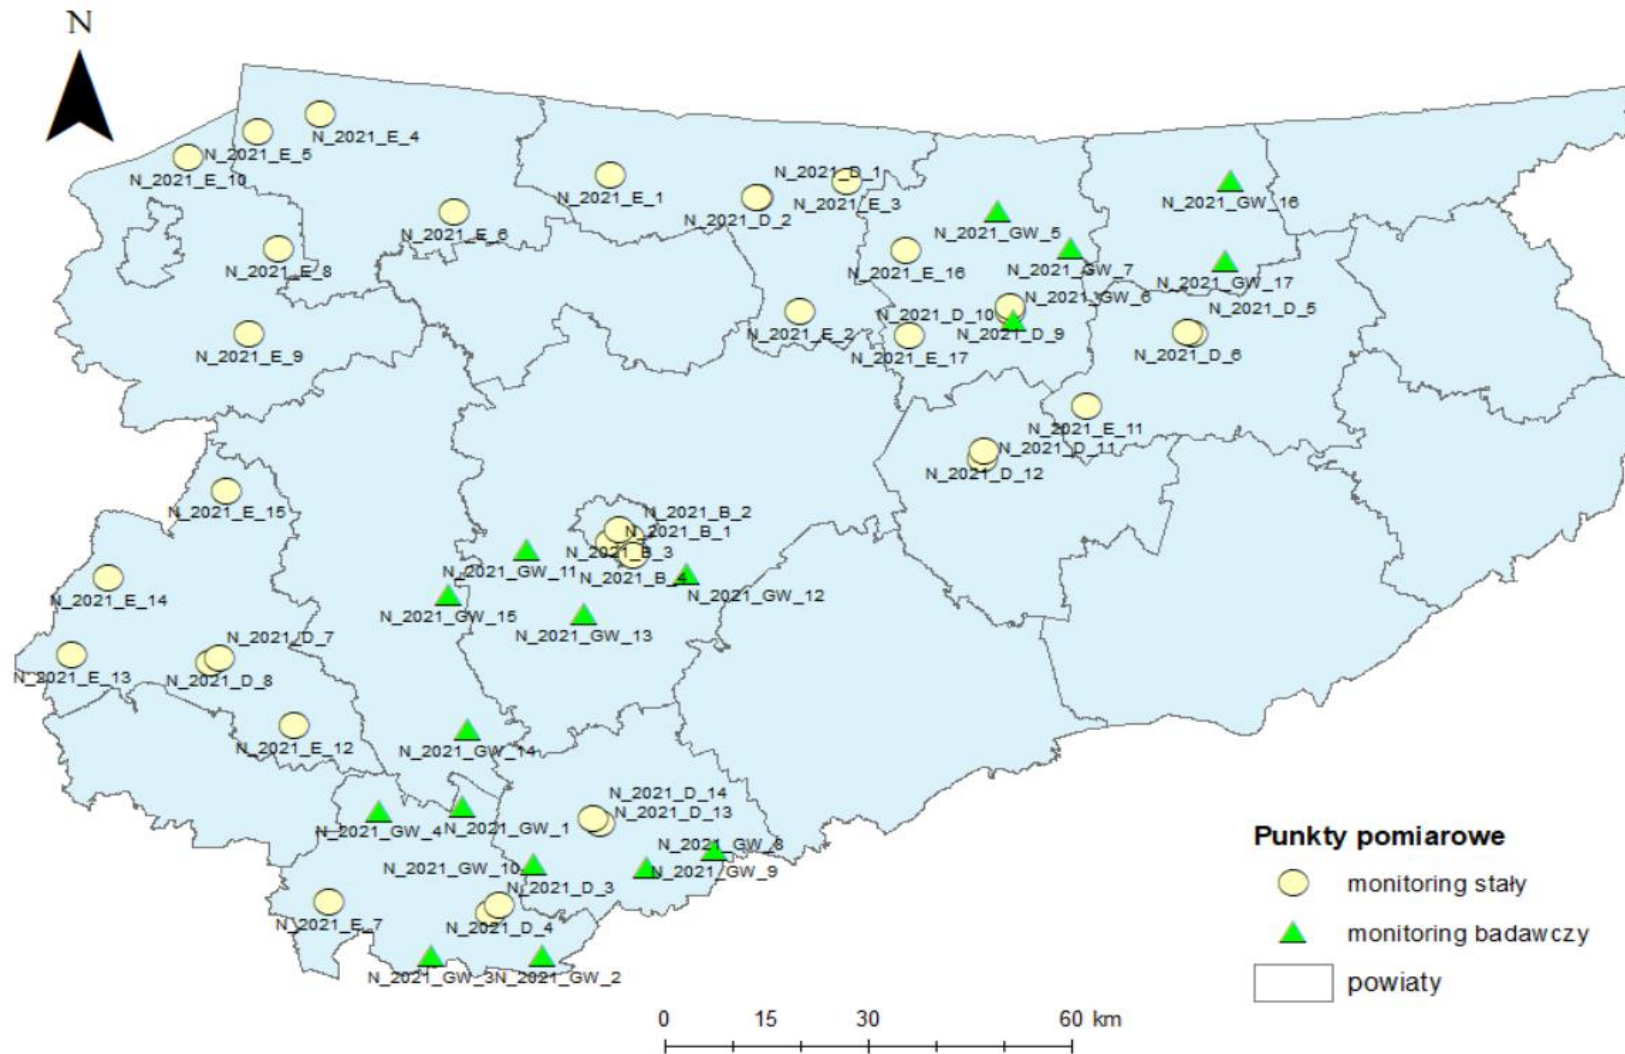 N
N_2021_E_4
N_2021_E_5
N_2021_E_10
N_2021_D_1
N_2021_E_1
N_2021_E_3
N_2021_D_2
N_2021_GW_16
N_2021_E_6
N_2021_GW_5
N_2021_E_8
N_2021_E_16
N_2021_GW_7
N_2021_GW_17
N_2021_GW_6
N_2021_D_5
N_2021_D_10
N_2021_E_2
N_2021_D_9
N_2021_E_9
N_2021_E_17
N_2021_D_6
N_2021_E_11
N_2021_D_11
N_2021_D_12
N_2021_E_15
N_2021_B_2
N_2021_B_1
N_2021_B_3
N_2021_GW_11
N_2021_B_4
N_2021_E_14
N_2021_GW_12
N_2021_GW_15
N_2021_GW_13
N_2021_D_7
N_2021_E_13
N_2021_D_8
N_2021_E_12
N_2021_GW_14
N_2021_D_14
N_2021_D_13
N_2021_GW_4
N_2021_GW_1
N_2021_GW_8
N_2021_GW_10
N_2021_GW_9
N_2021_D_3
N_2021_E_7
N_2021_D_4
N_2021_GW_3
N_2021_GW_2
Punkty pomiarowe
monitoring stały
monitoring badawczy
powiaty
0 15 30 60 km